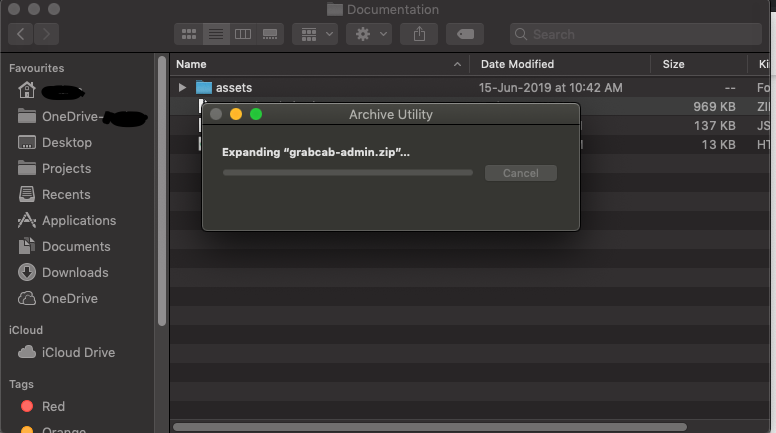 Documentation
Search
Favourites
Name
Date Modified
Size
assets
15-Jun-2019 at 10:42 AM
--
Fo
OneDrive-
969 KB
ZI
Archive Utility
137 KB
JS
Desktop
13 KB
HT
Expanding “grabcab-admin.zip”...
Cancel
Projects
Recents
Applications
Documents
Downloads
OneDrive
iCloud
iCloud Drive
Tags
Red
Orange